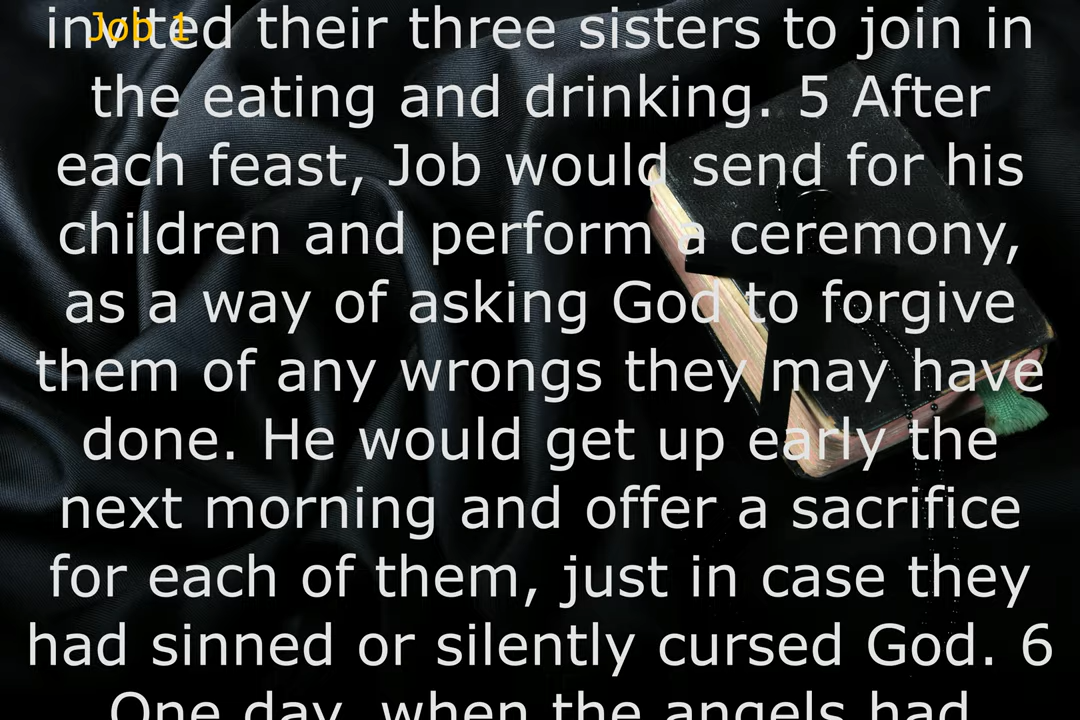 Job 1
invited their three sisters to join in
the eating and drinking. 5 After
each feast, Job would send for his
children and perform a ceremony,
as a way of asking God to forgive
them of any wrongs they may have
done. He would get up early the
next morning and offer a sacrifice
for each of them, just in case they
had sinned or silently cursed God. 6
One day, when the angels had